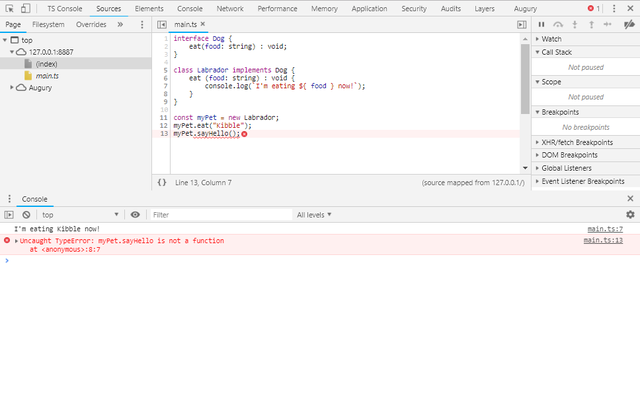 TS Console Sources Elements Console Network Performance Memory Application Security Audits Layers Augury 1
Page Filesystem Overrides »
main.ts ×
top
127.0.0.1:8887
(index)
main.ts
Augury
1 interface Dog {
2 eat(food: string) : void;
3 }
4
5 class Labrador implements Dog {
6 eat (food: string) : void {
7 console.log(`I'm eating ${ food } now!`);
8 }
9 }
10
11 const myPet = new Labrador;
12 myPet.eat("Kibble");
13 myPet.sayHello();
{} Line 13, Column 7 (source mapped from 127.0.0.1/)
Watch
Call Stack
Not paused
Scope
Not paused
Breakpoints
No breakpoints
XHR/fetch Breakpoints
DOM Breakpoints
Global Listeners
Event Listener Breakpoints
Console
top Filter All levels
I'm eating Kibble now! main.ts:7
Uncaught TypeError: myPet.sayHello is not a function main.ts:13
at <anonymous>:8:7